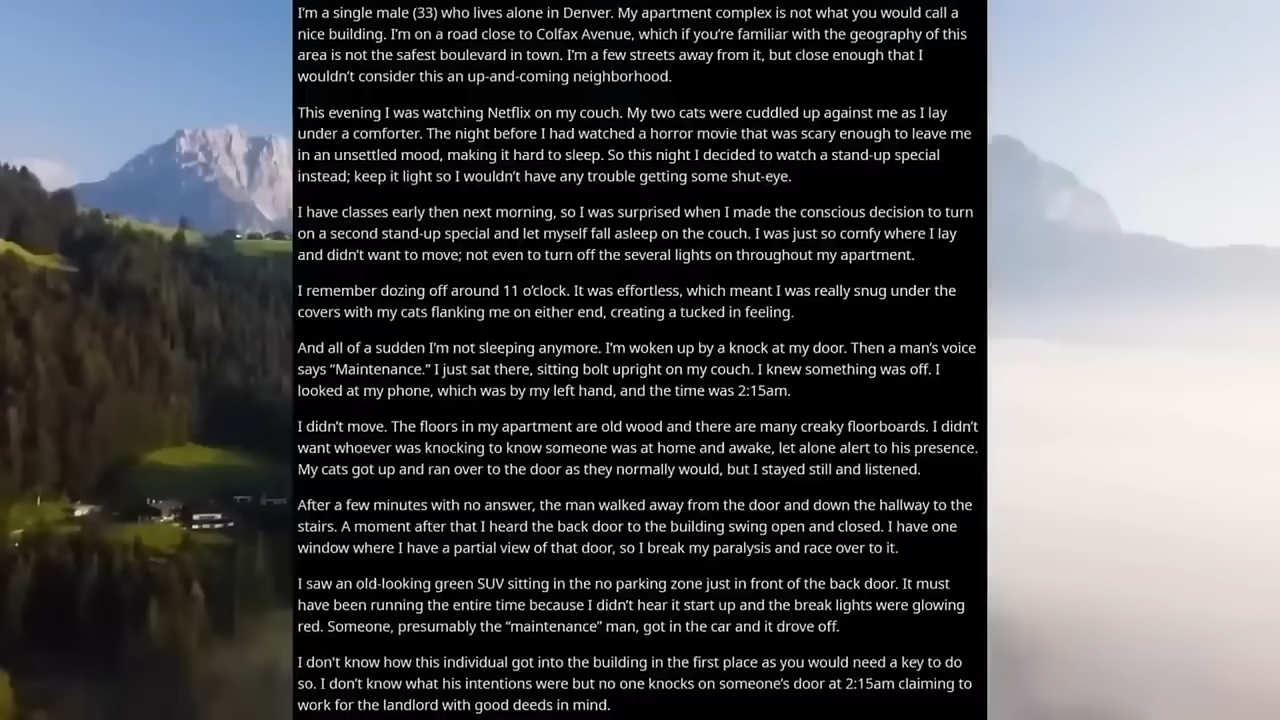 I'm a single male (33) who lives alone in Denver. My apartment complex is not what you would call a
nice building. I'm on a road close to Colfax Avenue, which if you're familiar with the geography of this
area is not the safest boulevard in town. I'm a few streets away from it, but close enough that I
wouldn't consider this an up-and-coming neighborhood.
This evening I was watching Netflix on my couch. My two cats were cuddled up against me as I lay
under a comforter. The night before I had watched a horror movie that was scary enough to leave me
in an unsettled mood, making it hard to sleep. So this night I decided to watch a stand-up special
instead; keep it light so I wouldn't have any trouble getting some shut-eye.
I have classes early then next morning, so I was surprised when I made the conscious decision to turn
on a second stand-up special and let myself fall asleep on the couch. I was just so comfy where I lay
and didn't want to move; not even to turn off the several lights on throughout my apartment.
I remember dozing off around 11 o'clock. It was effortless, which meant I was really snug under the
covers with my cats flanking me on either end, creating a tucked in feeling.
And all of a sudden I'm not sleeping anymore. I'm woken up by a knock at my door. Then a man's voice
says "Maintenance." I just sat there, sitting bolt upright on my couch. I knew something was off. I
looked at my phone, which was by my left hand, and the time was 2:15am.
I didn't move. The floors in my apartment are old wood and there are many creaky floorboards. I didn't
want whoever was knocking to know someone was at home and awake, let alone alert to his presence.
My cats got up and ran over to the door as they normally would, but I stayed still and listened.
After a few minutes with no answer, the man walked away from the door and down the hallway to the
stairs. A moment after that I heard the back door to the building swing open and closed. I have one
window where I have a partial view of that door, so I break my paralysis and race over to it.
I saw an old-looking green SUV sitting in the no parking zone just in front of the back door. It must
have been running the entire time because I didn't hear it start up and the break lights were glowing
red. Someone, presumably the "maintenance" man, got in the car and it drove off.
I don't know how this individual got into the building in the first place as you would need a key to do
so. I don't know what his intentions were but no one knocks on someone's door at 2:15am claiming to
work for the landlord with good deeds in mind.